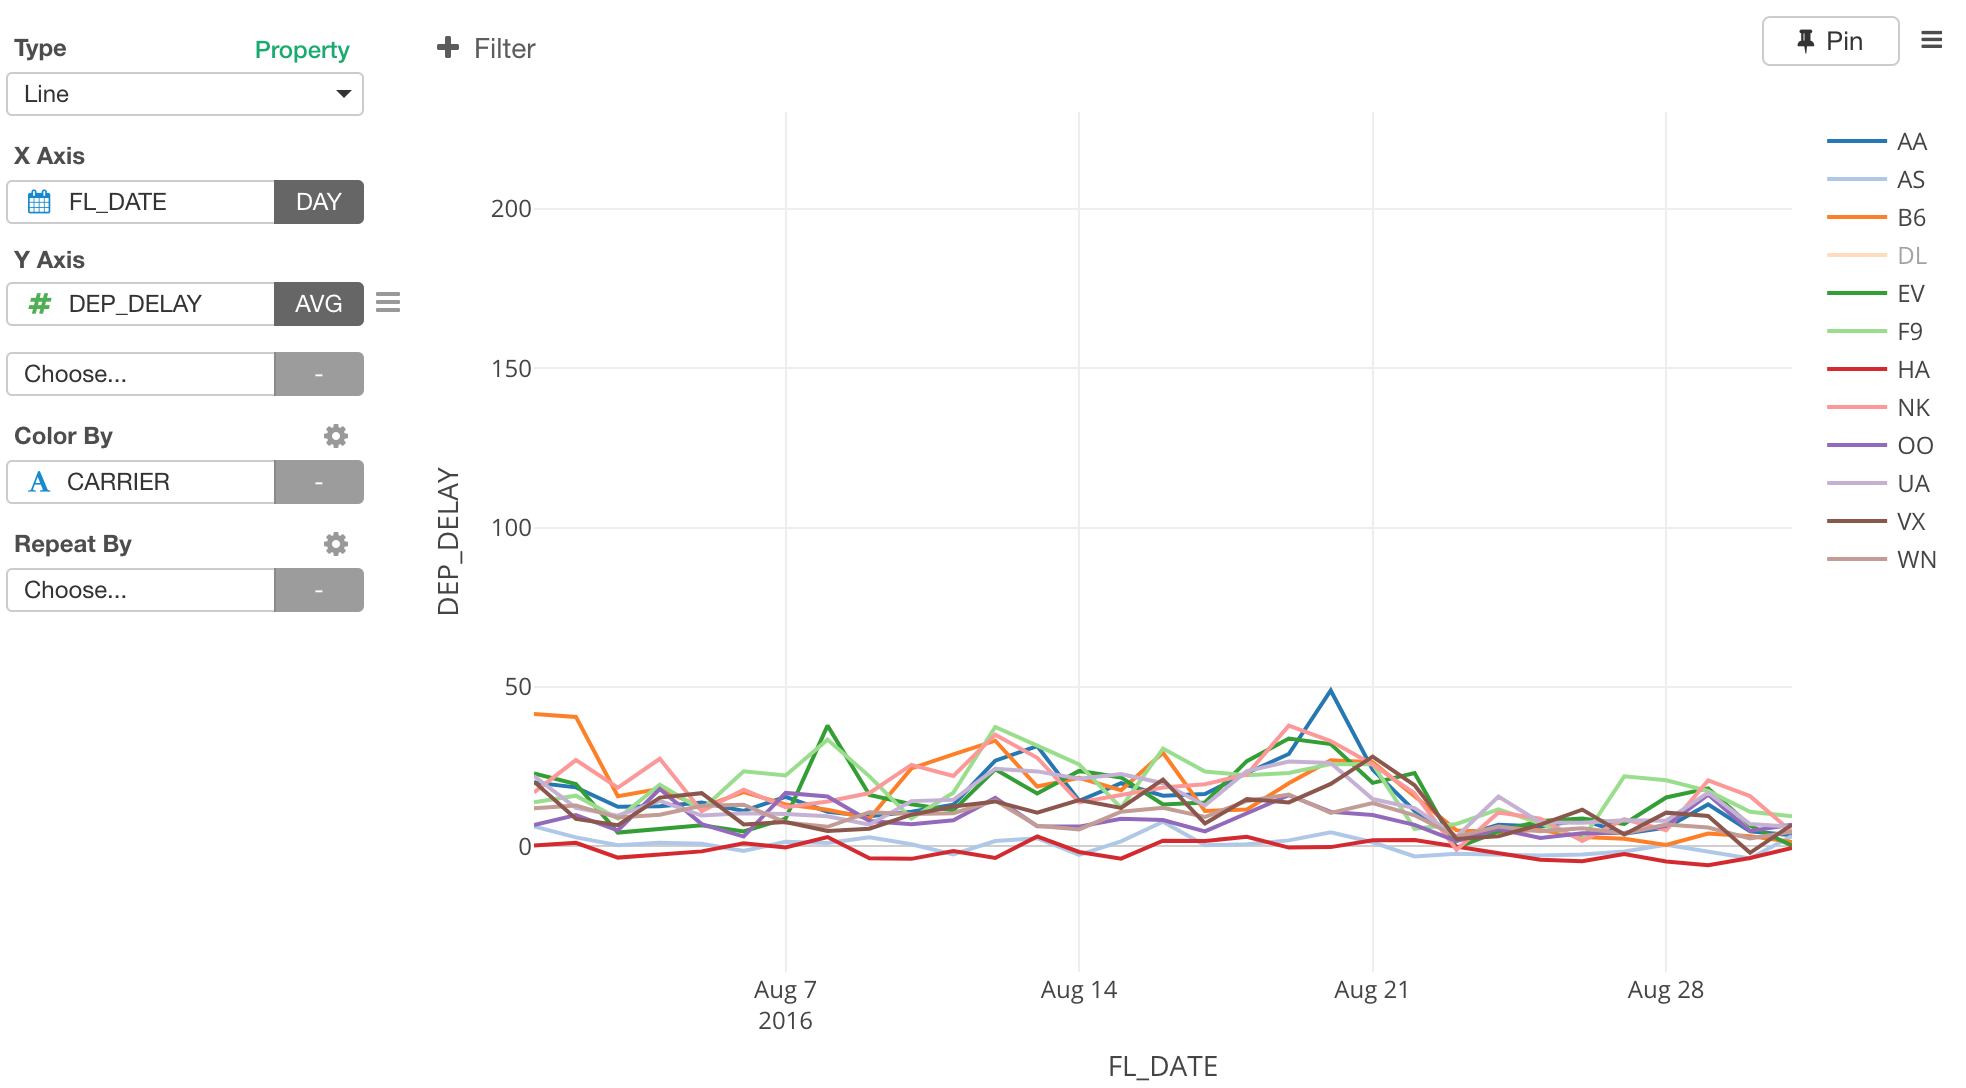 Type
Property
Line
X Axis
FL_DATE
DAY
Y Axis
DEP_DELAY
AVG
Choose...
-
Color By
CARRIER
-
Repeat By
Choose...
-
Filter
Pin
200
150
100
50
0
DEP_DELAY
Aug 7
2016
Aug 14
Aug 21
Aug 28
FL_DATE
AA
AS
B6
DL
EV
F9
HA
NK
OO
UA
VX
WN